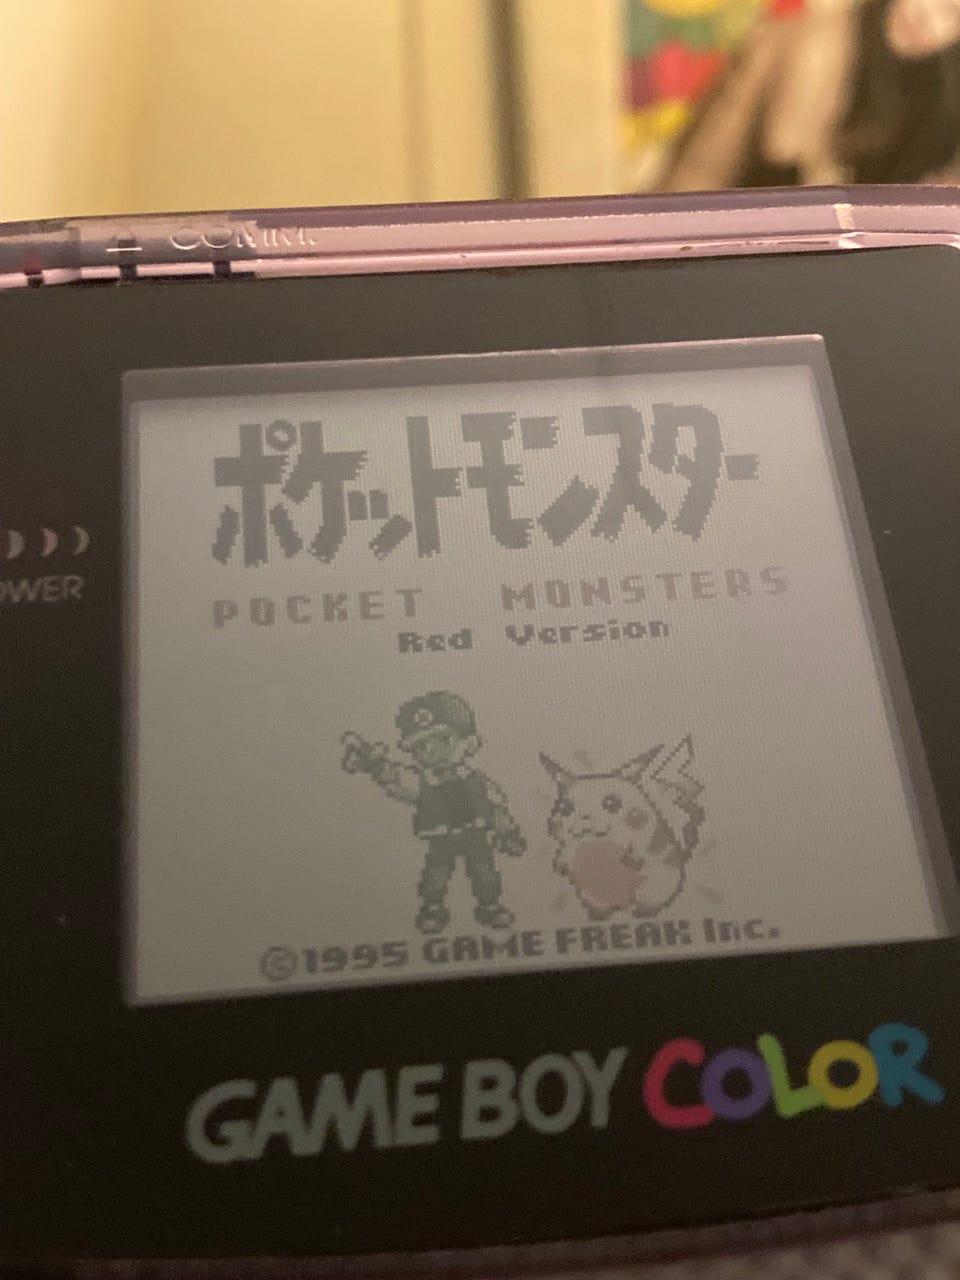 COMM.
ポケットモンスター
POWER
POCKET MONSTERS
Red Version
©1995 GAME FREAK Inc.
GAME BOY COLOR